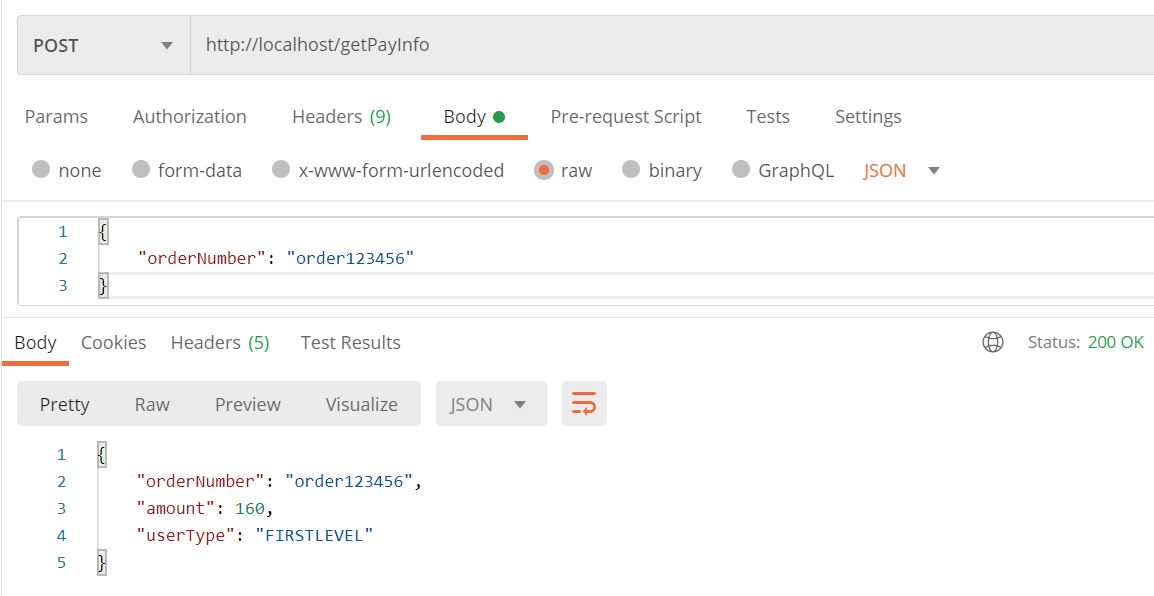 POST http://localhost/getPayInfo
Params Authorization Headers (9) Body Pre-request Script Tests Settings
none form-data x-www-form-urlencoded raw binary GraphQL JSON
1 {
2 "orderNumber": "order123456"
3 }
Body Cookies Headers (5) Test Results Status: 200 OK
Pretty Raw Preview Visualize JSON
1 {
2 "orderNumber": "order123456",
3 "amount": 160,
4 "userType": "FIRSTLEVEL"
5 }